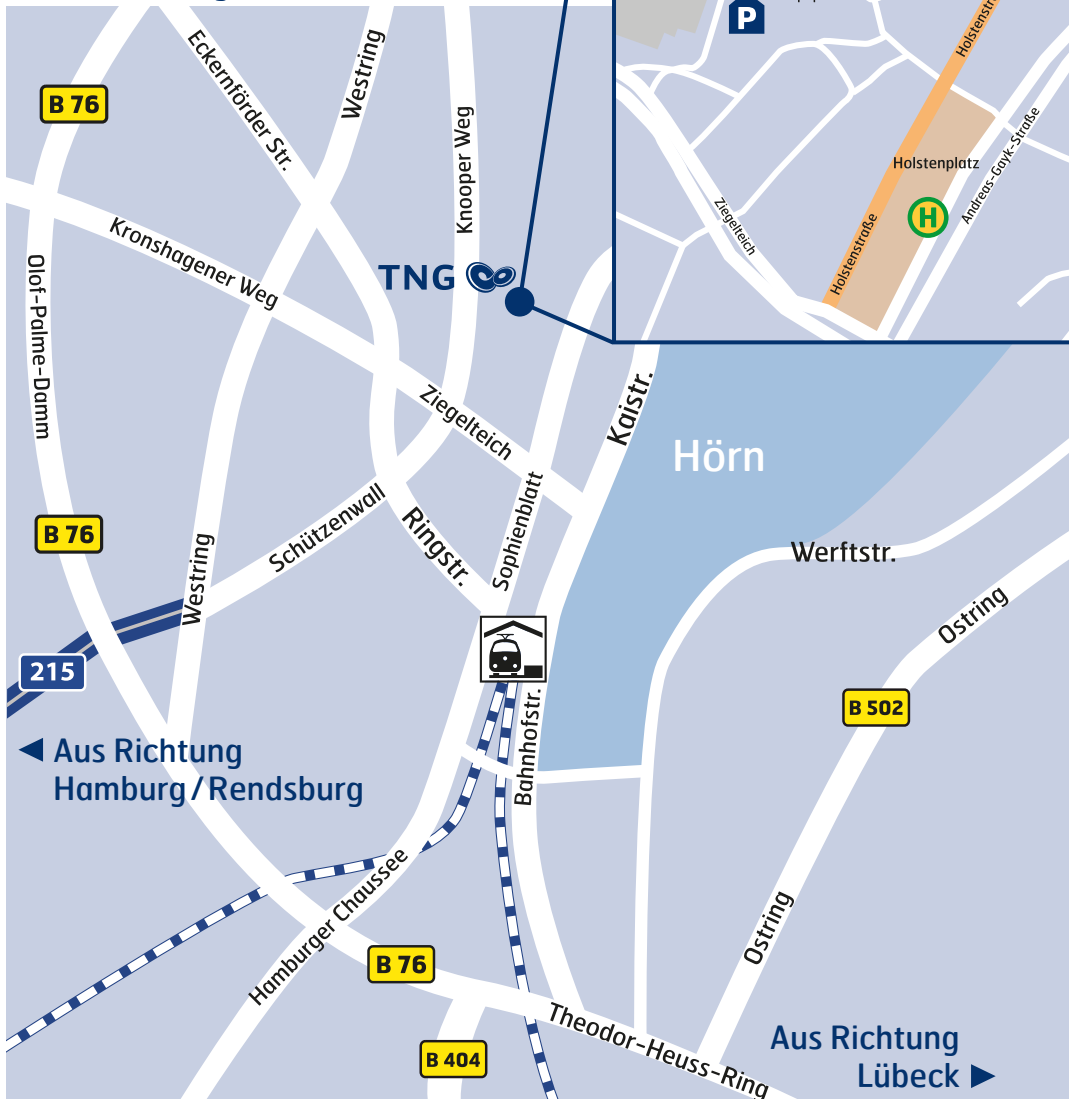 P
Holstenstr
B 76
Eckernförder Str.
Westring
Knooper Weg
Holstenplatz
Andreas-Gayk-Straße
H
Ziegelteich
Holstenstraße
Kronshagener Weg
TNG
Olof-Palme-Damm
Kaistr.
Ziegelteich
Hörn
Sophienblatt
Schützenwall
Ringstr.
B 76
Westring
Werftstr.
Ostring
215
B 502
Bahnhofstr.
Aus Richtung
Hamburg / Rendsburg
Hamburger Chaussee
Ostring
B 76
Theodor-Heuss-Ring
B 404
Aus Richtung
Lübeck